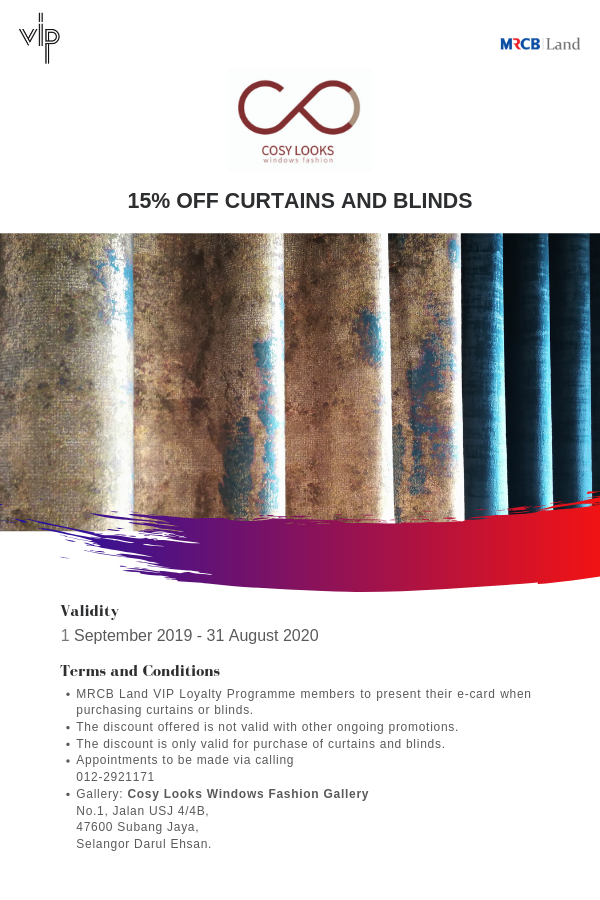 VIP
MRCB Land
COSY LOOKS
windows fashion
15% OFF CURTAINS AND BLINDS
Validity
1 September 2019 - 31 August 2020
Terms and Conditions
• MRCB Land VIP Loyalty Programme members to present their e-card when
purchasing curtains or blinds.
• The discount offered is not valid with other ongoing promotions.
• The discount is only valid for purchase of curtains and blinds.
• Appointments to be made via calling
012-2921171
• Gallery: Cosy Looks Windows Fashion Gallery
No.1, Jalan USJ 4/4B,
47600 Subang Jaya,
Selangor Darul Ehsan.